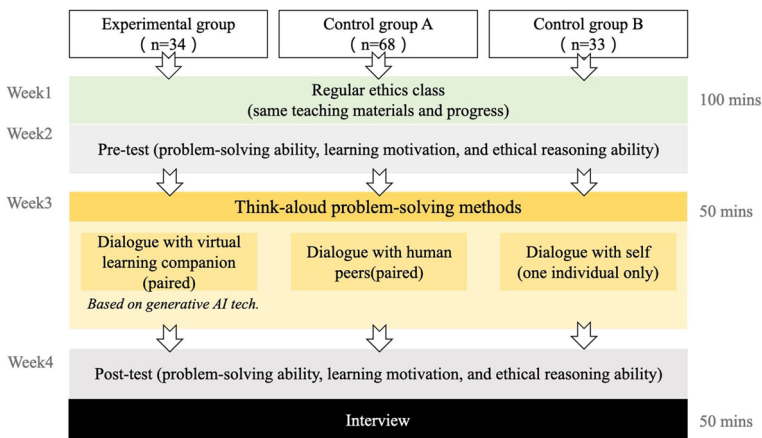 Experimental group
( n=34 )
Control group A
( n=68 )
Control group B
( n=33 )
Week1
Regular ethics class
(same teaching materials and progress)
100 mins
Week2
Pre-test (problem-solving ability, learning motivation, and ethical reasoning ability)
Week3
Think-aloud problem-solving methods
50 mins
Dialogue with virtual
learning companion
(paired)
Based on generative AI tech.
Dialogue with human
peers(paired)
Dialogue with self
(one individual only)
Week4
Post-test (problem-solving ability, learning motivation, and ethical reasoning ability)
Interview
50 mins